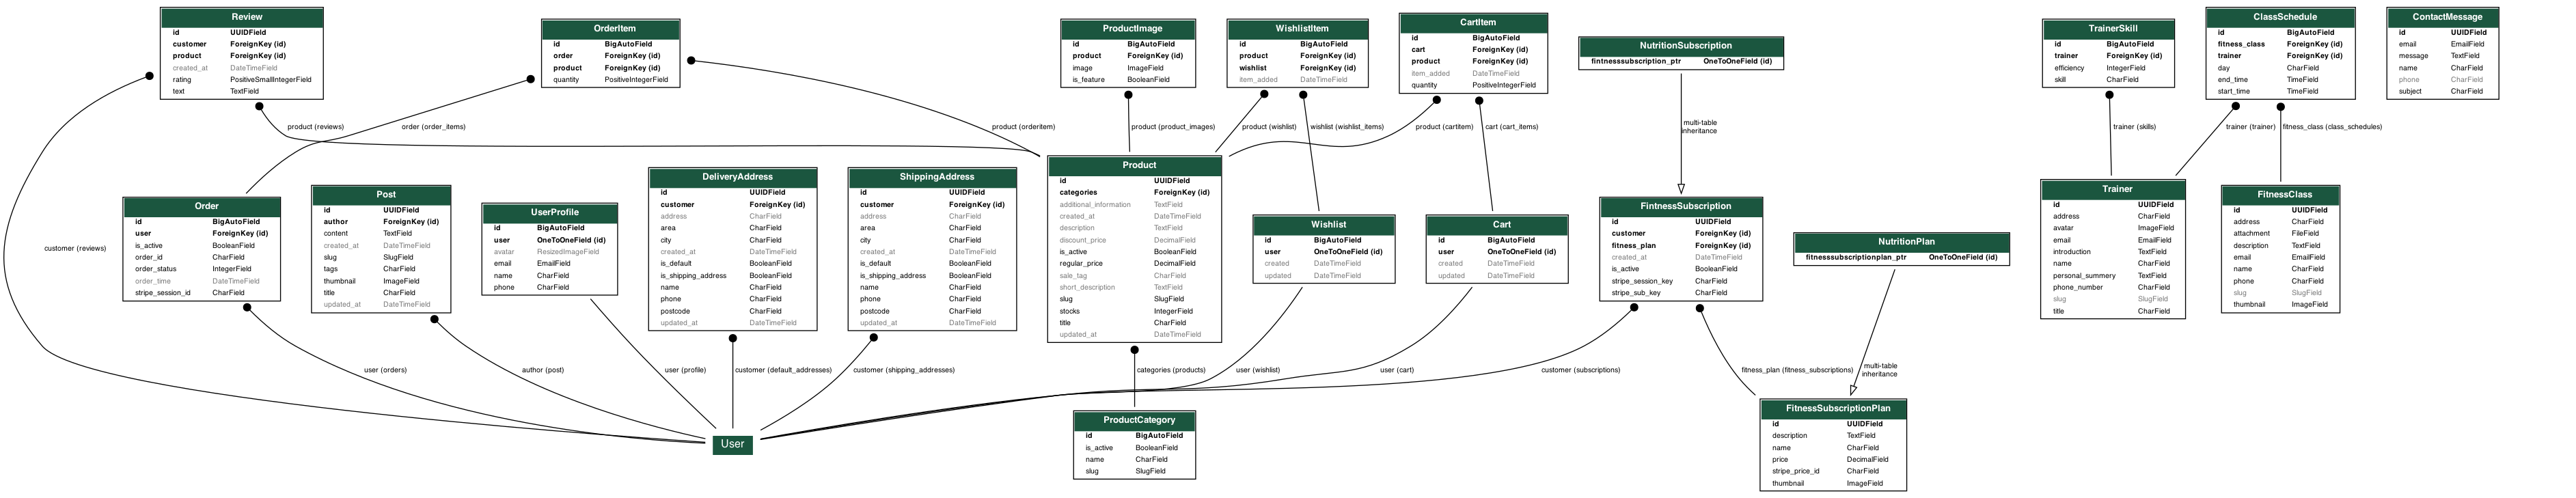 Review
id UUIDField
customer ForeignKey (id)
product ForeignKey (id)
created_at DateTimeField
rating PositiveSmallIntegerField
text TextField
OrderItem
id BigAutoField
order ForeignKey (id)
product ForeignKey (id)
quantity PositiveIntegerField
ProductImage
id BigAutoField
product ForeignKey (id)
image ImageField
is_feature BooleanField
WishlistItem
id BigAutoField
product ForeignKey (id)
wishlist ForeignKey (id)
item_added DateTimeField
CartItem
id BigAutoField
cart ForeignKey (id)
product ForeignKey (id)
item_added DateTimeField
quantity PositiveIntegerField
NutritionSubscription
fintnesssubscription_ptr OneToOneField (id)
TrainerSkill
id BigAutoField
trainer ForeignKey (id)
efficiency IntegerField
skill CharField
ClassSchedule
id BigAutoField
fitness_class ForeignKey (id)
trainer ForeignKey (id)
day CharField
end_time TimeField
start_time TimeField
ContactMessage
id UUIDField
email EmailField
message TextField
name CharField
phone CharField
subject CharField
product (reviews)
order (order_items)
product (orderitem)
product (product_images)
product (wishlist)
wishlist (wishlist_items)
product (cartitem)
cart (cart_items)
multi-table
inheritance
trainer (skills)
trainer (trainer)
fitness_class (class_schedules)
Order
id BigAutoField
user ForeignKey (id)
is_active BooleanField
order_id CharField
order_status IntegerField
order_time DateTimeField
stripe_session_id CharField
Post
id UUIDField
author ForeignKey (id)
content TextField
created_at DateTimeField
slug SlugField
tags CharField
thumbnail ImageField
title CharField
updated_at DateTimeField
UserProfile
id BigAutoField
user OneToOneField (id)
avatar ResizedImageField
email EmailField
name CharField
phone CharField
DeliveryAddress
id UUIDField
customer ForeignKey (id)
address CharField
area CharField
city CharField
created_at DateTimeField
is_default BooleanField
is_shipping_address BooleanField
name CharField
phone CharField
postcode CharField
updated_at DateTimeField
ShippingAddress
id UUIDField
customer ForeignKey (id)
address CharField
area CharField
city CharField
created_at DateTimeField
is_default BooleanField
is_shipping_address BooleanField
name CharField
phone CharField
postcode CharField
updated_at DateTimeField
Product
id UUIDField
categories ForeignKey (id)
additional_information TextField
created_at DateTimeField
description TextField
discount_price DecimalField
is_active BooleanField
regular_price DecimalField
sale_tag CharField
short_description TextField
slug SlugField
stocks IntegerField
title CharField
updated_at DateTimeField
Wishlist
id BigAutoField
user OneToOneField (id)
created DateTimeField
updated DateTimeField
Cart
id BigAutoField
user OneToOneField (id)
created DateTimeField
updated DateTimeField
FintnessSubscription
id UUIDField
customer ForeignKey (id)
fitness_plan ForeignKey (id)
created_at DateTimeField
is_active BooleanField
stripe_session_key CharField
stripe_sub_key CharField
NutritionPlan
fitnesssubscriptionplan_ptr OneToOneField (id)
Trainer
id UUIDField
address CharField
avatar ImageField
email EmailField
introduction TextField
name CharField
personal_summery TextField
phone_number CharField
slug SlugField
title CharField
FitnessClass
id UUIDField
address CharField
attachment FileField
description TextField
email EmailField
name CharField
phone CharField
slug SlugField
thumbnail ImageField
customer (reviews)
user (orders)
author (post)
user (profile)
customer (default_addresses)
customer (shipping_addresses)
categories (products)
user (wishlist)
user (cart)
customer (subscriptions)
fitness_plan (fitness_subscriptions)
multi-table
inheritance
User
ProductCategory
id BigAutoField
is_active BooleanField
name CharField
slug SlugField
FitnessSubscriptionPlan
id UUIDField
description TextField
name CharField
price DecimalField
stripe_price_id CharField
thumbnail ImageField